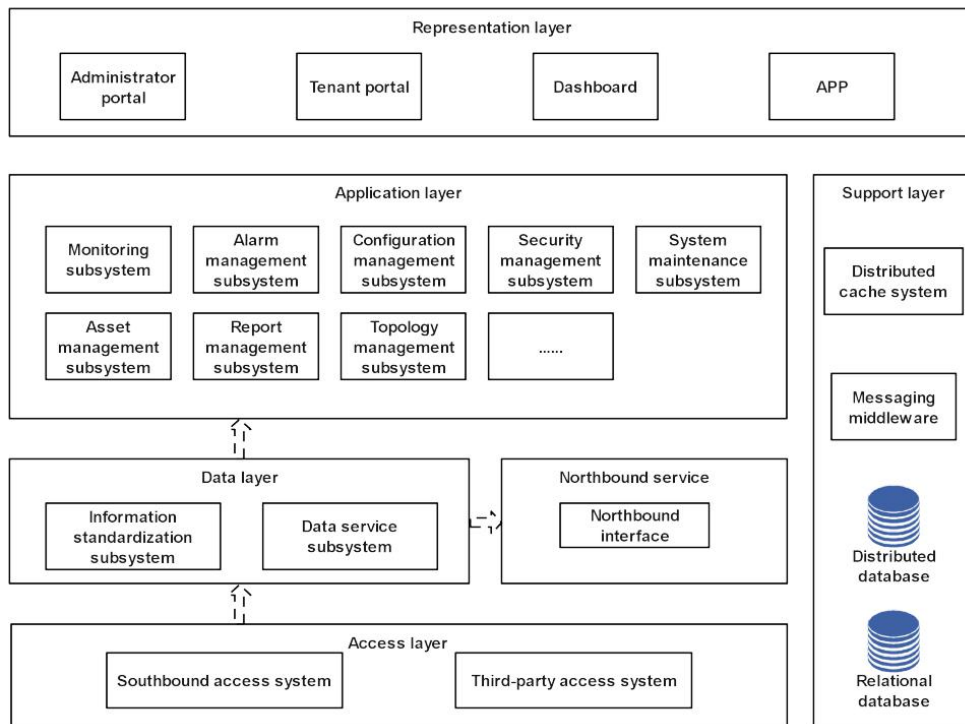 Representation layer
Administrator
portal
Tenant portal
Dashboard
APP
Application layer
Monitoring
subsystem
Alarm
management
subsystem
Configuration
management
subsystem
Security
management
subsystem
System
maintenance
subsystem
Asset
management
subsystem
Report
management
subsystem
Topology
management
subsystem
......
Support layer
Distributed
cache system
Messaging
middleware
Distributed
database
Relational
database
Data layer
Information
standardization
subsystem
Data service
subsystem
Northbound service
Northbound
interface
Access layer
Southbound access system
Third-party access system